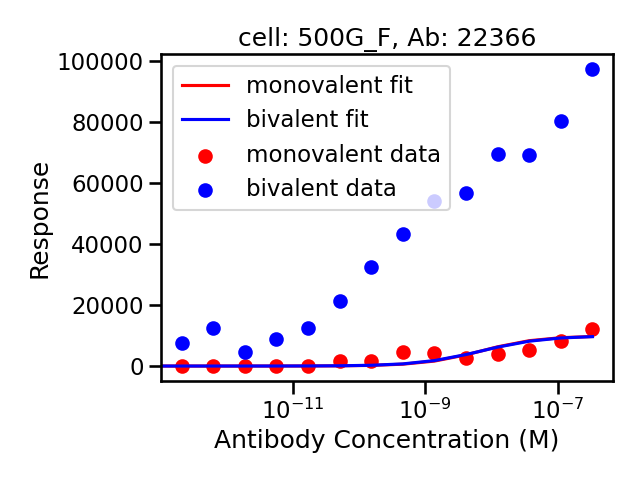 cell: 500G_F, Ab: 22366
monovalent fit
bivalent fit
monovalent data
bivalent data
Response
100000
80000
60000
40000
20000
0
10⁻¹¹ 10⁻⁹ 10⁻⁷
Antibody Concentration (M)